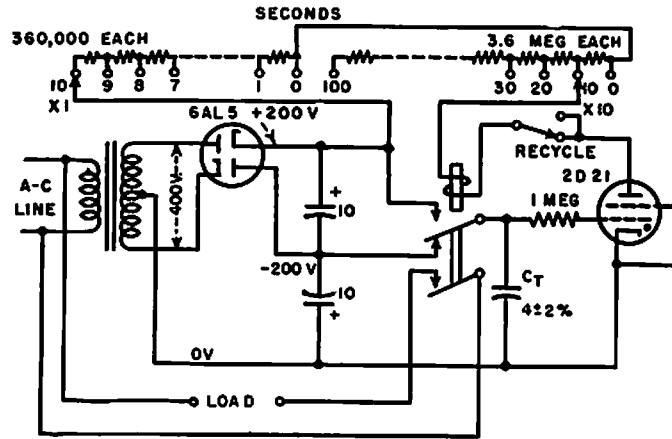 SECONDS
360,000 EACH
3.6 MEG EACH
10 9 8 7 1 0 100 30 20 10 0
X1
X10
6AL5 +200V
RECYCLE
2D21
A-C
LINE
400V
+
10
1 MEG
-200 V
10
+
CT
4±2%
0V
LOAD